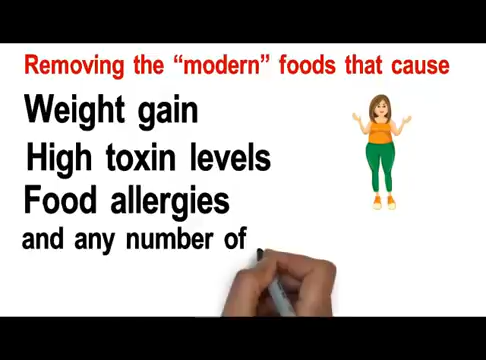 Removing the “modern” foods that cause
Weight gain
High toxin levels
Food allergies
and any number of